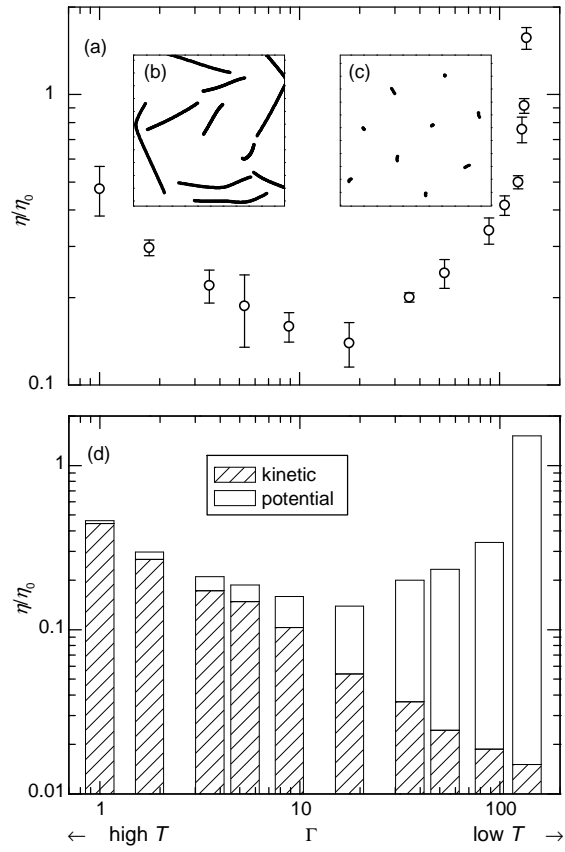 (a)
(b)
(c)
1
0.1
η/η0
(d)
kinetic
potential
1
0.1
0.01
η/η0
1
10
100
← high T Γ low T →